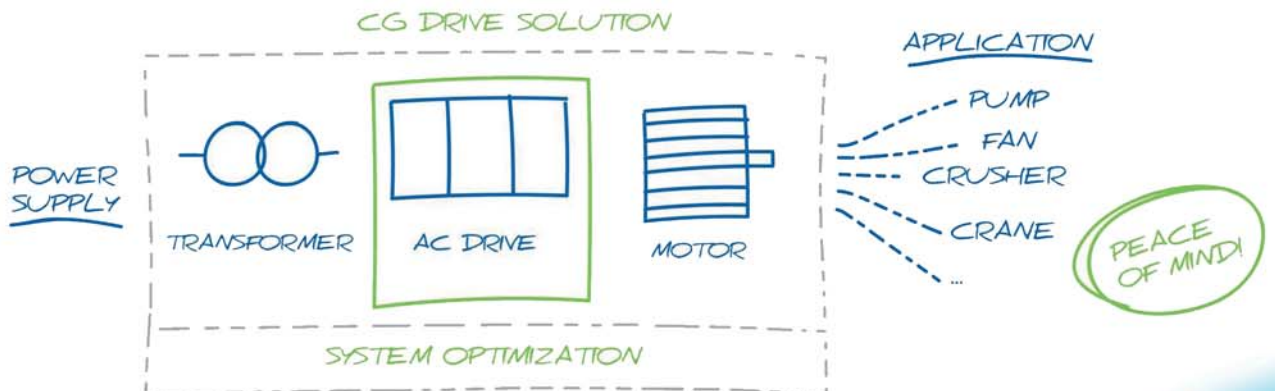 CG DRIVE SOLUTION
APPLICATION
POWER
SUPPLY
TRANSFORMER
AC DRIVE
MOTOR
PUMP
FAN
CRUSHER
CRANE
...
PEACE
OF MIND!
SYSTEM OPTIMIZATION